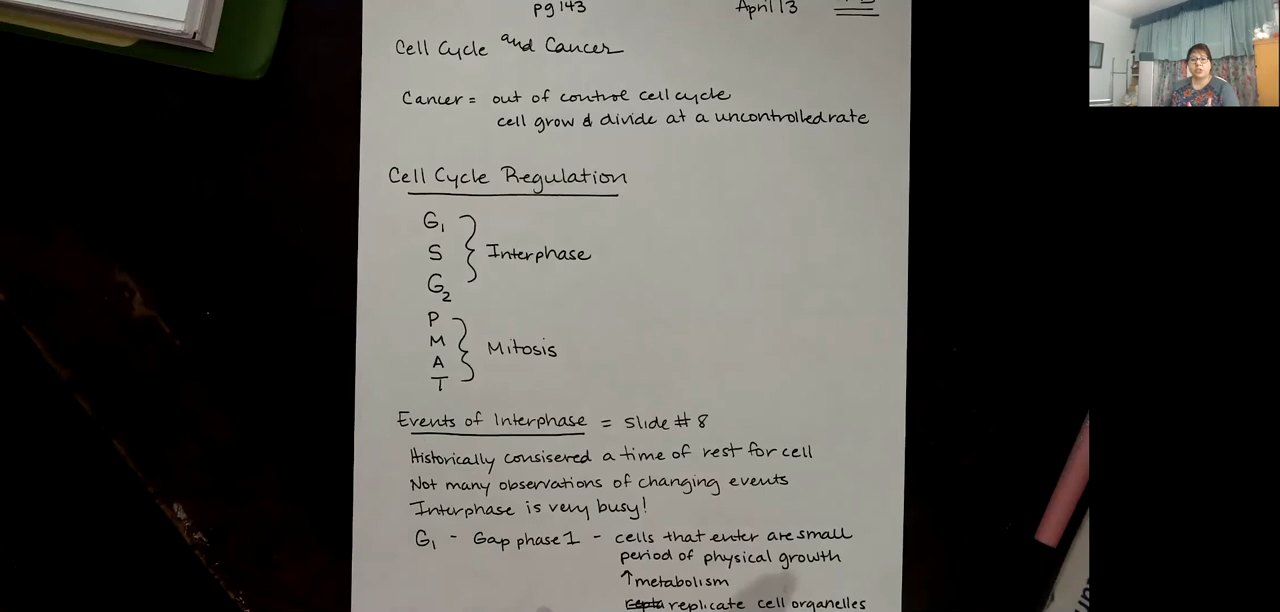 pg 143 April 13
Cell Cycle and Cancer
Cancer = out of control cell cycle
cell grow & divide at a uncontrolled rate
Cell Cycle Regulation
G1
S
G2
Interphase
P
M
A
T
Mitosis
Events of Interphase = Slide # 8
Historically consisered a time of rest for cell
Not many observations of changing events
Interphase is very busy!
G1 - Gap phase 1 - cells that enter are small
period of physical growth
↑ metabolism
replicate cell organelles